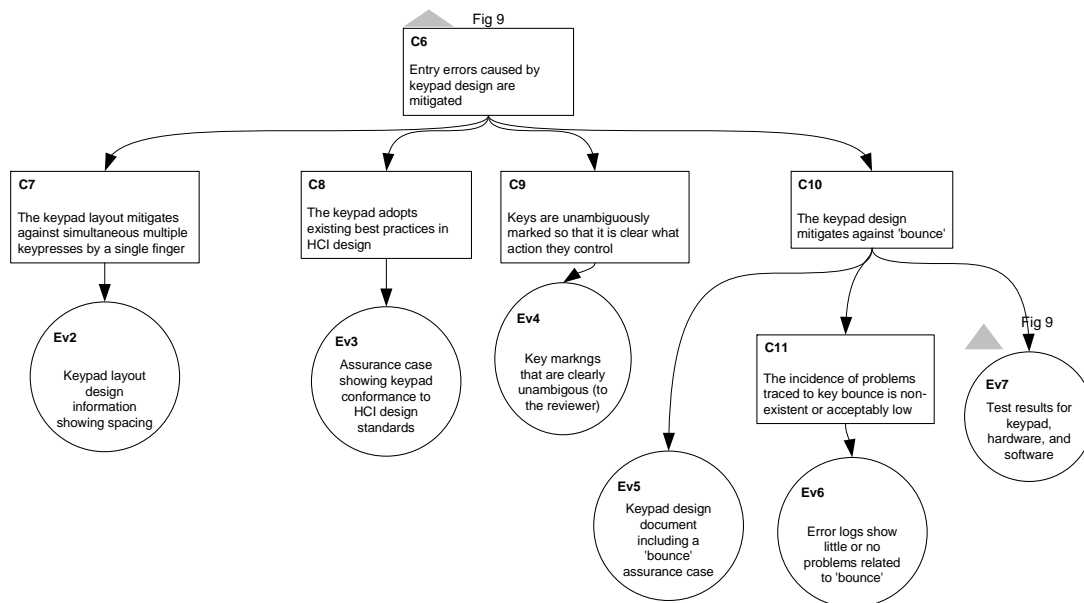 Fig 9
C6
Entry errors caused by
keypad design are
mitigated
C7
The keypad layout mitigates
against simultaneous multiple
keypresses by a single finger
C8
The keypad adopts
existing best practices in
HCI design
C9
Keys are unambiguously
marked so that it is clear what
action they control
C10
The keypad design
mitigates against 'bounce'
Ev2
Keypad layout
design
information
showing spacing
Ev3
Assurance case
showing keypad
conformance to
HCI design
standards
Ev4
Key markngs
that are clearly
unambigous (to
the reviewer)
C11
The incidence of problems
traced to key bounce is non-
existent or acceptably low
Fig 9
Ev7
Test results for
keypad,
hardware, and
software
Ev5
Keypad design
document
including a
'bounce'
assurance case
Ev6
Error logs show
little or no
problems related
to 'bounce'